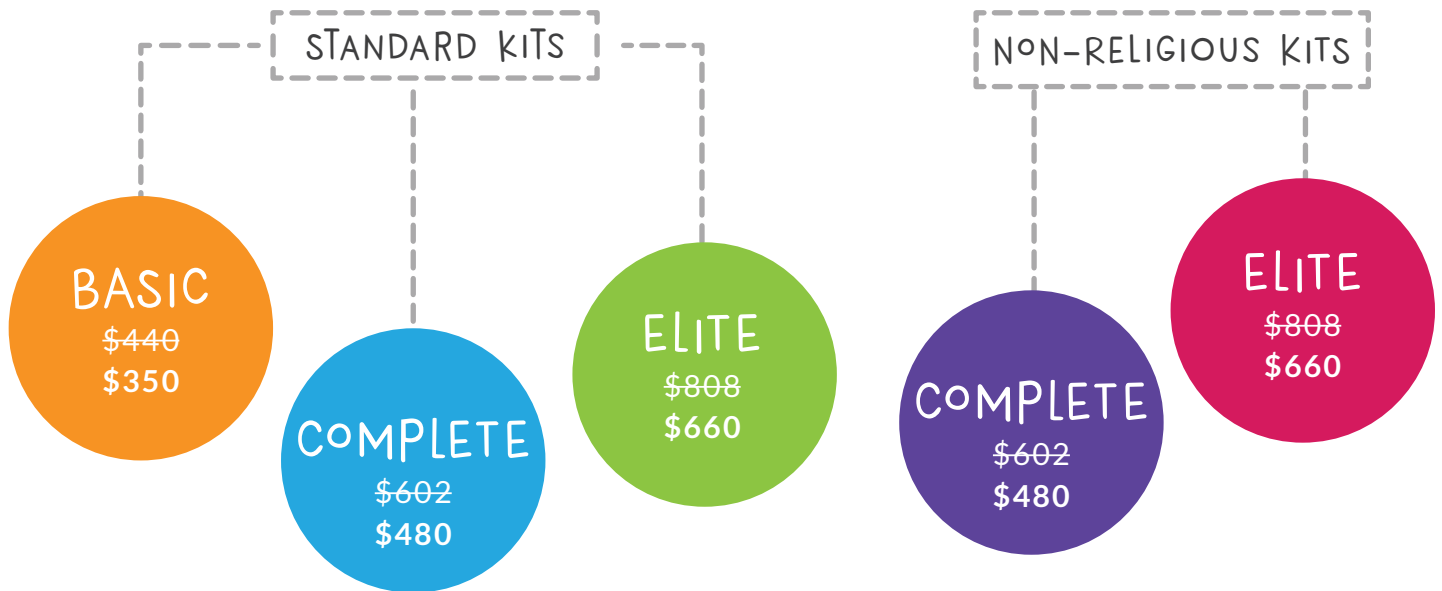 STANDARD KITS
BASIC
$440
$350
COMPLETE
$602
$480
ELITE
$808
$660
NON-RELIGIOUS KITS
COMPLETE
$602
$480
ELITE
$808
$660